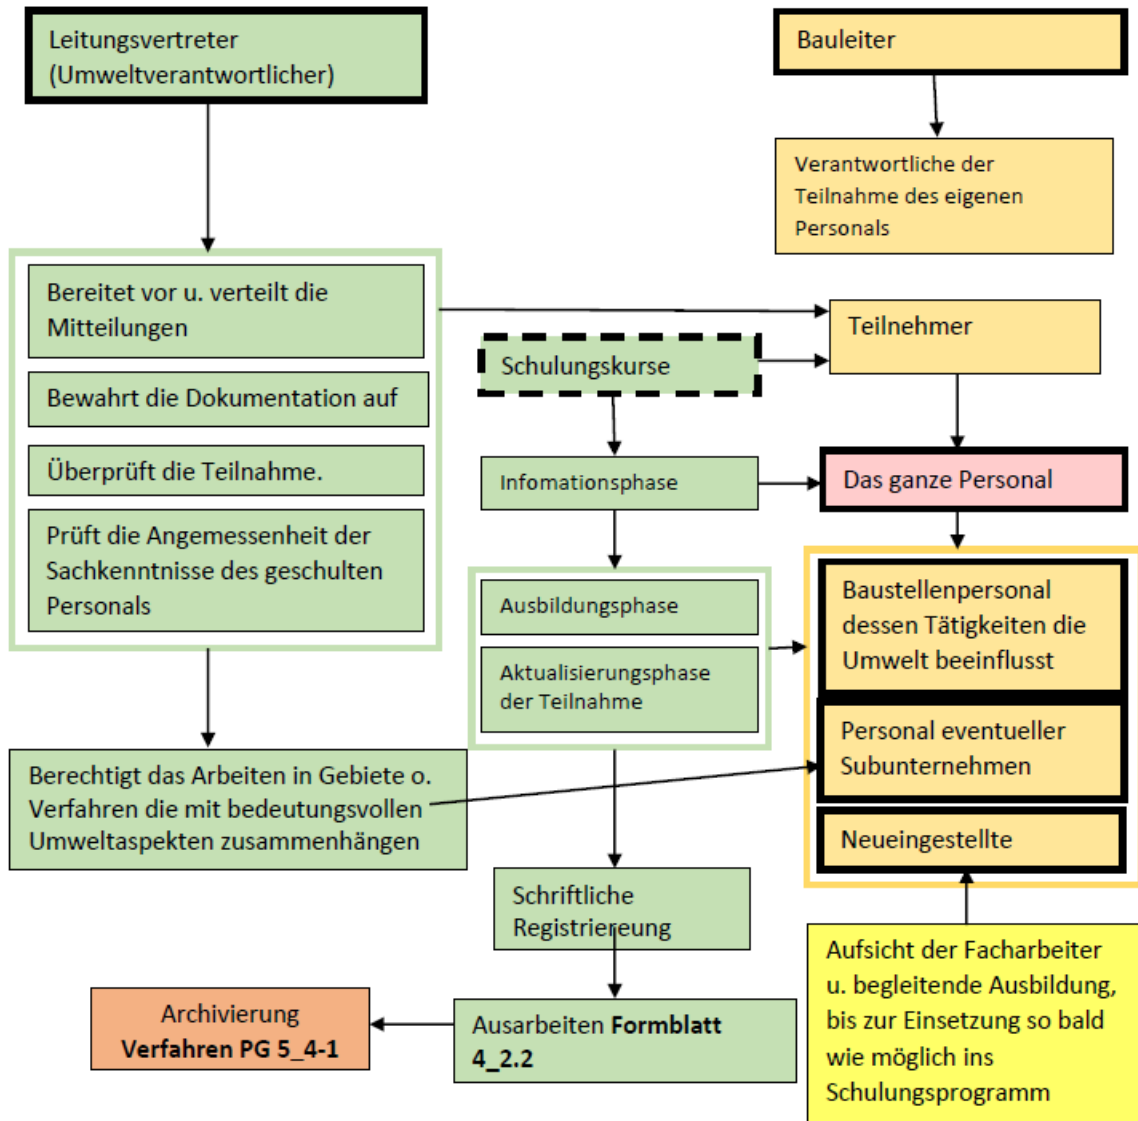 Leitungsvertreter
(Umweltverantwortlicher)
Bauleiter
Verantwortliche der
Teilnahme des eigenen
Personals
Bereitet vor u. verteilt die
Mitteilungen
Bewahrt die Dokumentation auf
Überprüft die Teilnahme.
Prüft die Angemessenheit der
Sachkenntnisse des geschulten
Personals
Schulungskurse
Teilnehmer
Infomationsphase
Das ganze Personal
Ausbildungsphase
Aktualisierungsphase
der Teilnahme
Baustellenpersonal
dessen Tätigkeiten die
Umwelt beeinflusst
Personal eventueller
Subunternehmen
Neueingestellte
Berechtigt das Arbeiten in Gebiete o.
Verfahren die mit bedeutungsvollen
Umweltaspekten zusammenhängen
Schriftliche
Registriereung
Aufsicht der Facharbeiter
u. begleitende Ausbildung,
bis zur Einsetzung so bald
wie möglich ins
Schulungsprogramm
Archivierung
Verfahren PG 5_4-1
Ausarbeiten Formblatt
4_2.2